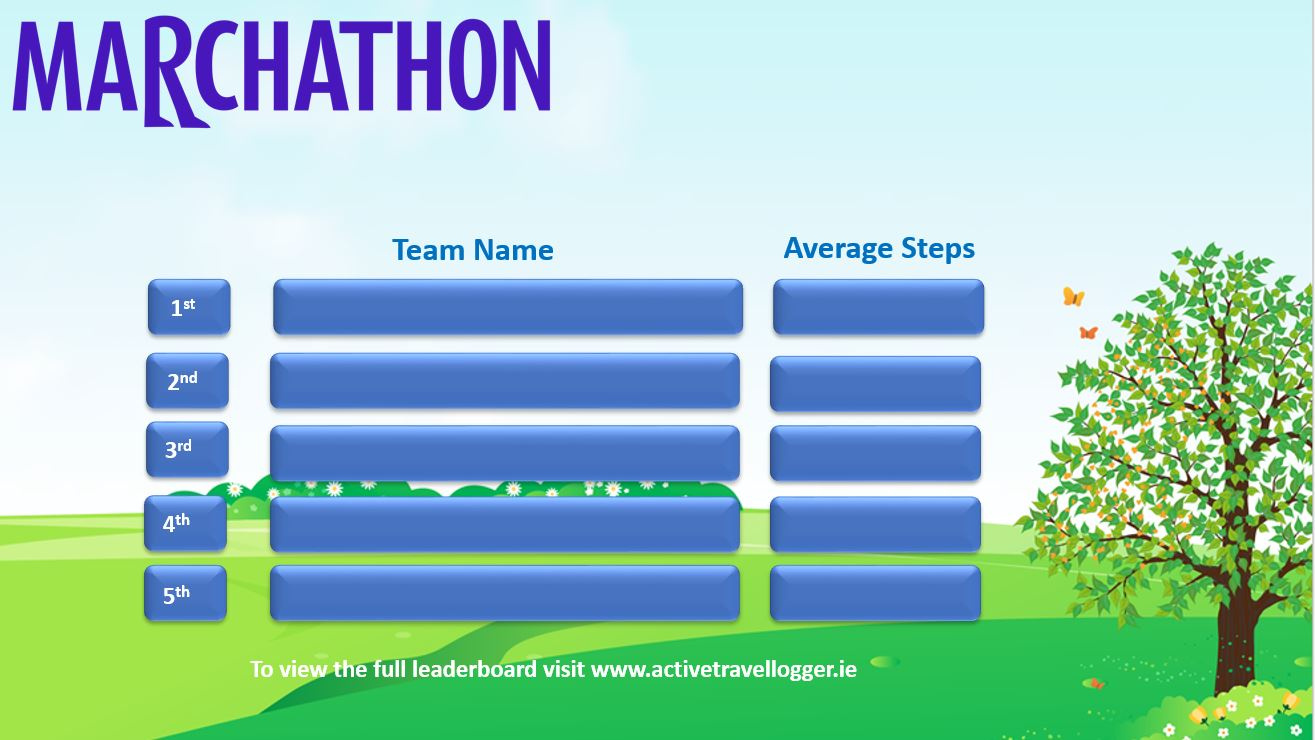 MARCHATHON
Team Name Average Steps
1st
2nd
3rd
4th
5th
To view the full leaderboard visit www.activetravellogger.ie